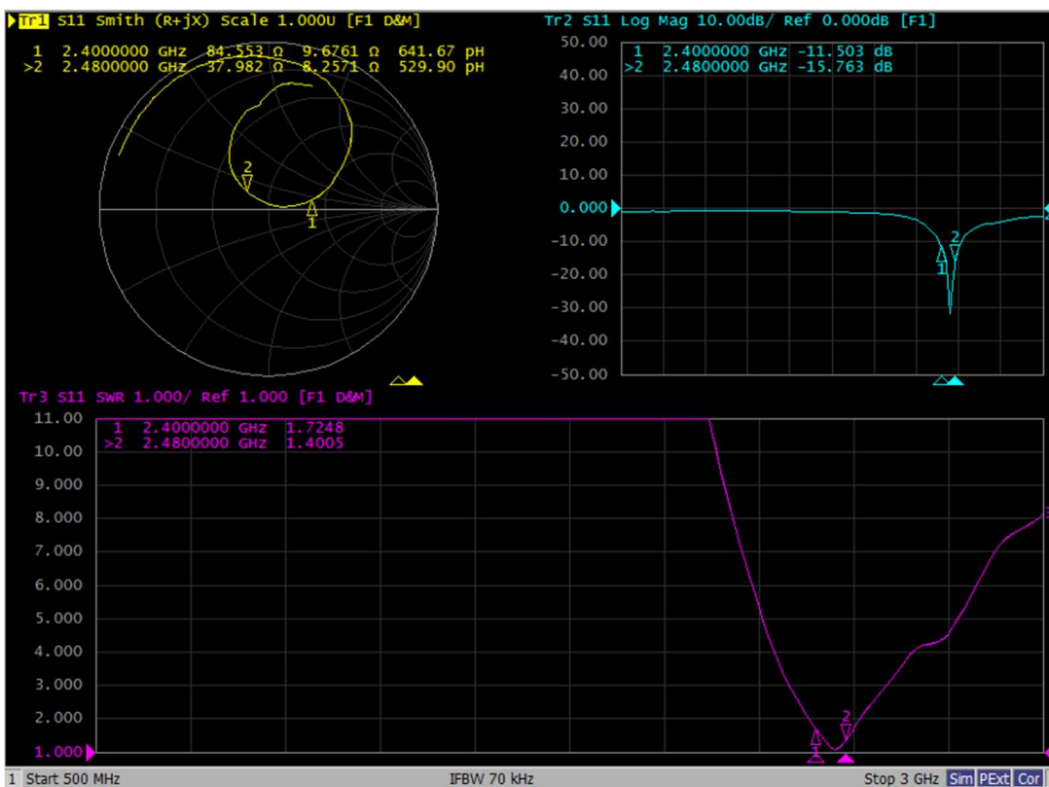 Tr1 S11 Smith (R+jX) Scale 1.000U [F1 D&M]
1 2.4000000 GHz 84.553 Ω 9.6761 Ω 641.67 pH
>2 2.4800000 GHz 37.982 Ω 8.2571 Ω 529.90 pH
2
1
Tr2 S11 Log Mag 10.00dB/ Ref 0.000dB [F1]
50.00
1 2.4000000 GHz -11.503 dB
>2 2.4800000 GHz -15.763 dB
40.00
30.00
20.00
10.00
0.000
-10.00
-20.00
-30.00
-40.00
-50.00
2
1
Tr3 S11 SWR 1.000/ Ref 1.000 [F1 D&M]
11.00
1 2.4000000 GHz 1.7248
>2 2.4800000 GHz 1.4005
10.00
9.000
8.000
7.000
6.000
5.000
4.000
3.000
2.000
1.000
2
1
1 Start 500 MHz IFBW 70 kHz Stop 3 GHz Sim PExt Cor